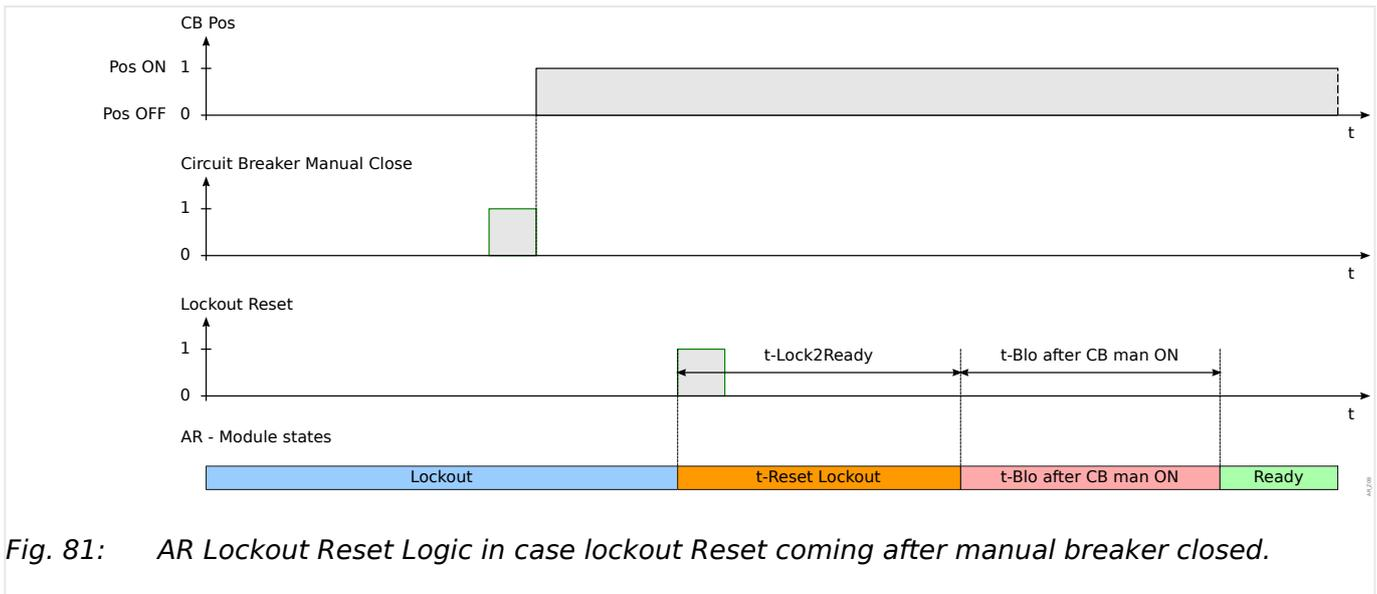 CB Pos
Pos ON 1
Pos OFF 0
t
Circuit Breaker Manual Close
1
0
t
Lockout Reset
1
t-Lock2Ready
t-Blo after CB man ON
0
t
AR - Module states
Lockout
t-Reset Lockout
t-Blo after CB man ON
Ready
Fig. 81: AR Lockout Reset Logic in case lockout Reset coming after manual breaker closed.